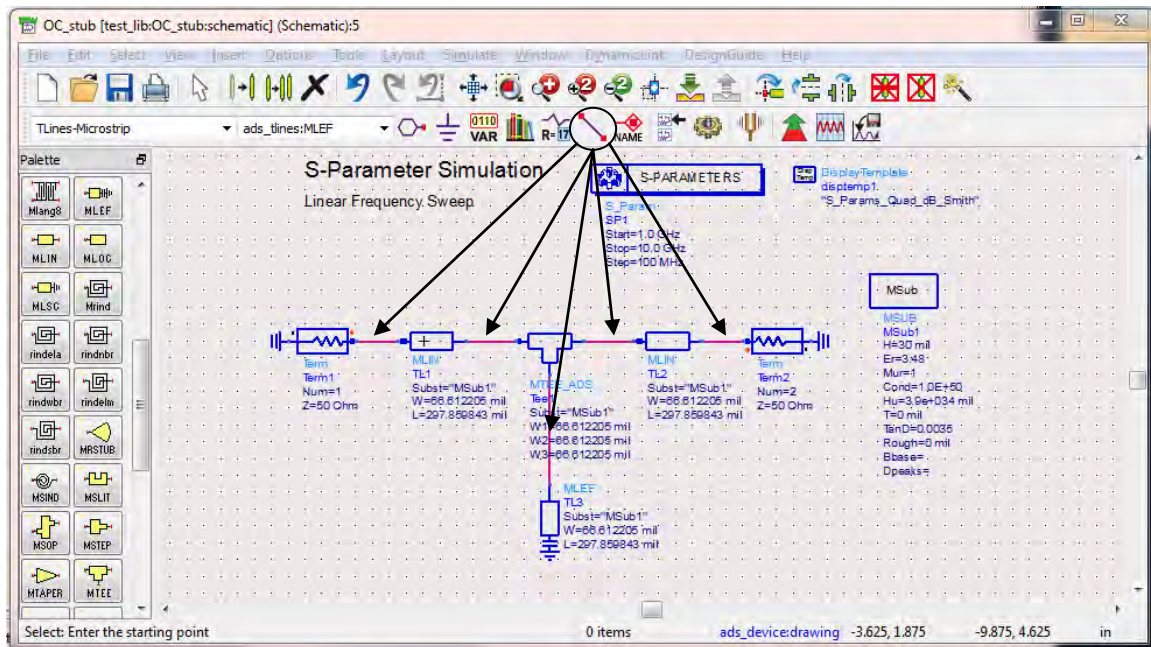 OC_stub [test_lib:OC_stub:schematic] (Schematic):5
File Edit Select View Insert Options Tools Layout Simulate Window DynamicLink DesignGuide Help
TLines-Microstrip ads_tlines:MLEF 0110 VAR R=17 NAME
Palette
Mlang8 MLEF
MLIN MLOC
MLSC Mrind
rindela rindnbr
rindwbr rindelm
rindsbr MRSTUB
MSIND MSLIT
MSOP MSTEP
MTAPER MTEE
S-Parameter Simulation
Linear Frequency Sweep
S-PARAMETERS
S_Param
SP1
Start=1.0 GHz
Stop=10.0 GHz
Step=100 MHz
Disp Temp
DisplayTemplate
disptemp1
"S_Params_Quad_dB_Smith"
MSub
MSUB
MSub1
H=30 mil
Er=3.48
Mur=1
Cond=1.0E+50
Hu=3.9e+034 mil
T=0 mil
TanD=0.0035
Rough=0 mil
Bbase=
Dpeaks=
Term
Term1
Num=1
Z=50 Ohm
MLIN
TL1
Subst="MSub1"
W=66.612205 mil
L=297.859843 mil
MTEE_ADS
Tee1
Subst="MSub1"
W1=66.612205 mil
W2=66.612205 mil
W3=66.612205 mil
MLIN
TL2
Subst="MSub1"
W=66.612205 mil
L=297.859843 mil
Term
Term2
Num=2
Z=50 Ohm
MLEF
TL3
Subst="MSub1"
W=66.612205 mil
L=297.859843 mil
Select: Enter the starting point 0 items ads_device:drawing -3.625, 1.875 -9.875, 4.625 in